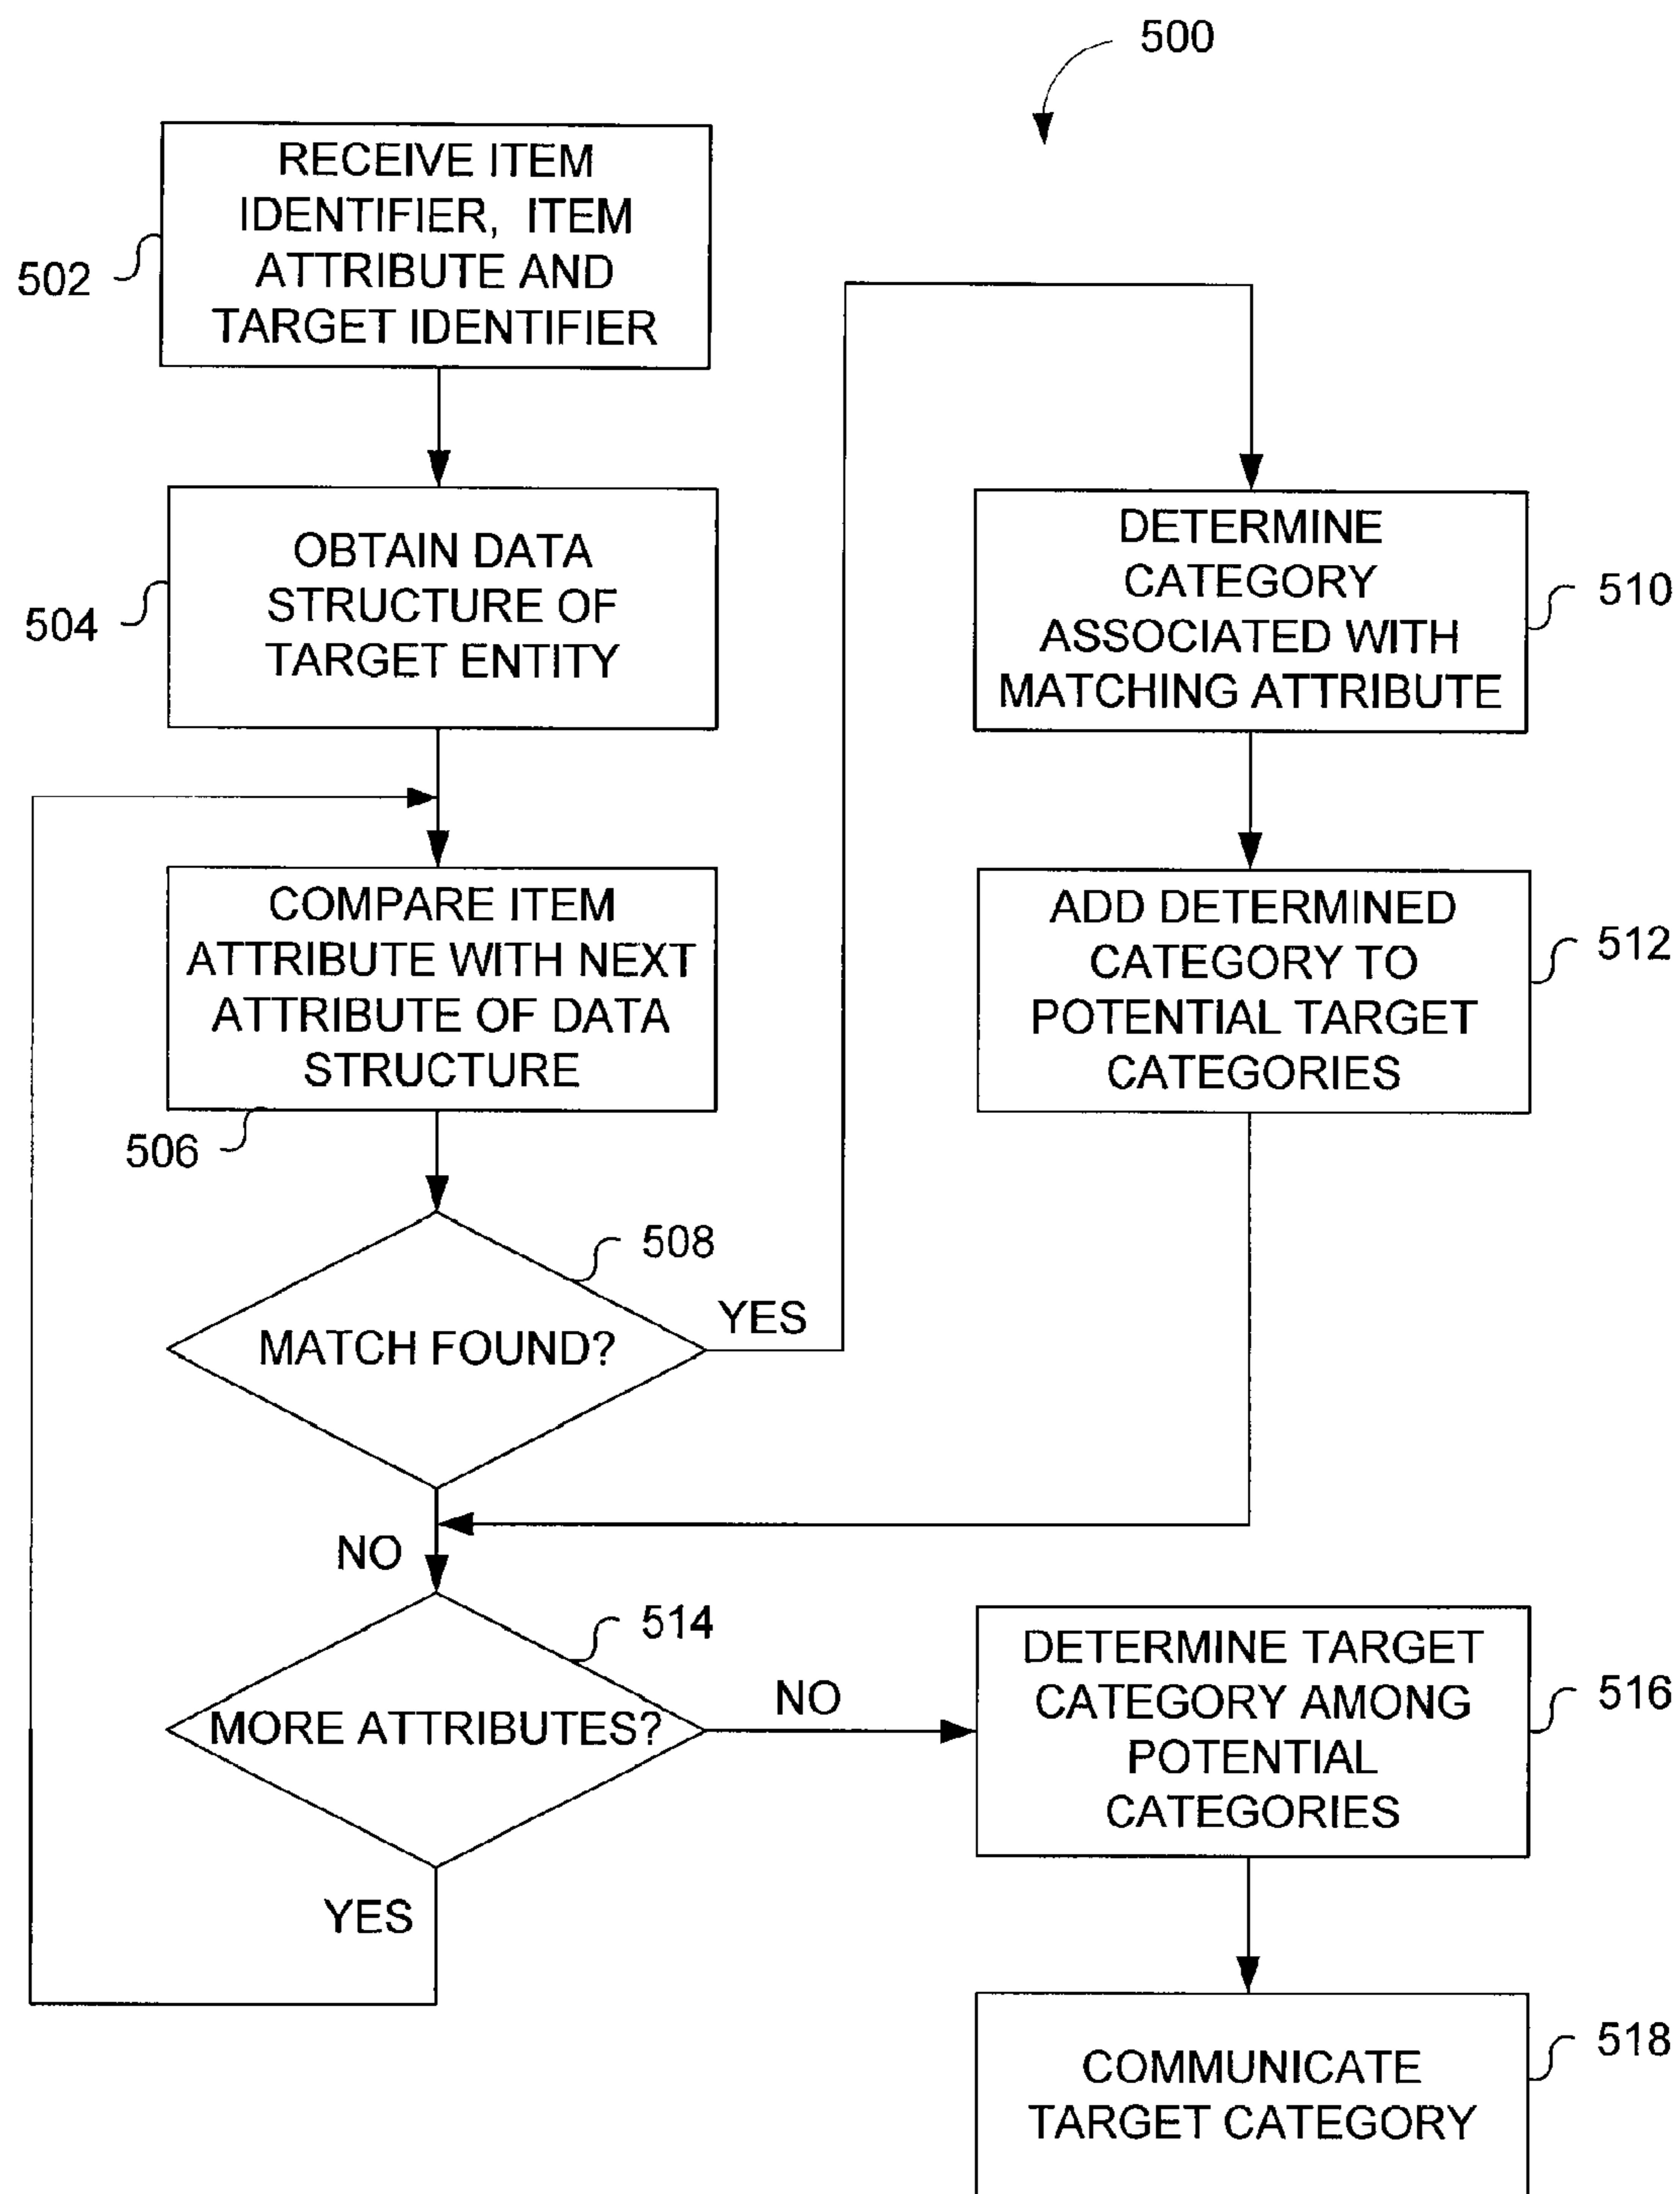 500
RECEIVE ITEM
IDENTIFIER, ITEM
ATTRIBUTE AND
TARGET IDENTIFIER
502
OBTAIN DATA
STRUCTURE OF
TARGET ENTITY
504
COMPARE ITEM
ATTRIBUTE WITH NEXT
ATTRIBUTE OF DATA
STRUCTURE
506
508
MATCH FOUND?
YES
NO
DETERMINE
CATEGORY
ASSOCIATED WITH
MATCHING ATTRIBUTE
510
ADD DETERMINED
CATEGORY TO
POTENTIAL TARGET
CATEGORIES
512
514
MORE ATTRIBUTES?
NO
YES
DETERMINE TARGET
CATEGORY AMONG
POTENTIAL
CATEGORIES
516
COMMUNICATE
TARGET CATEGORY
518